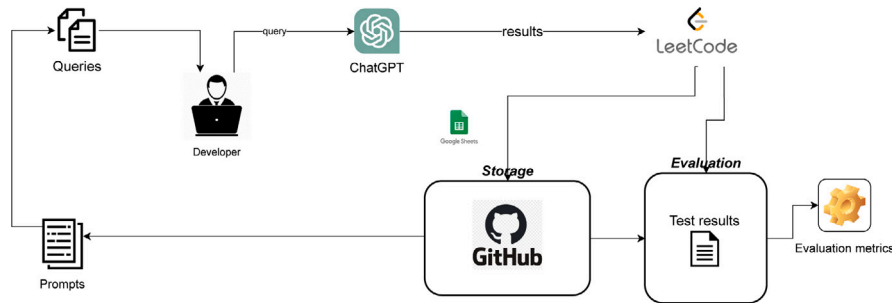 query
results
LeetCode
Queries
ChatGPT
Developer
Google Sheets
Storage
Evaluation
GitHub
Test results
Prompts
Evaluation metrics